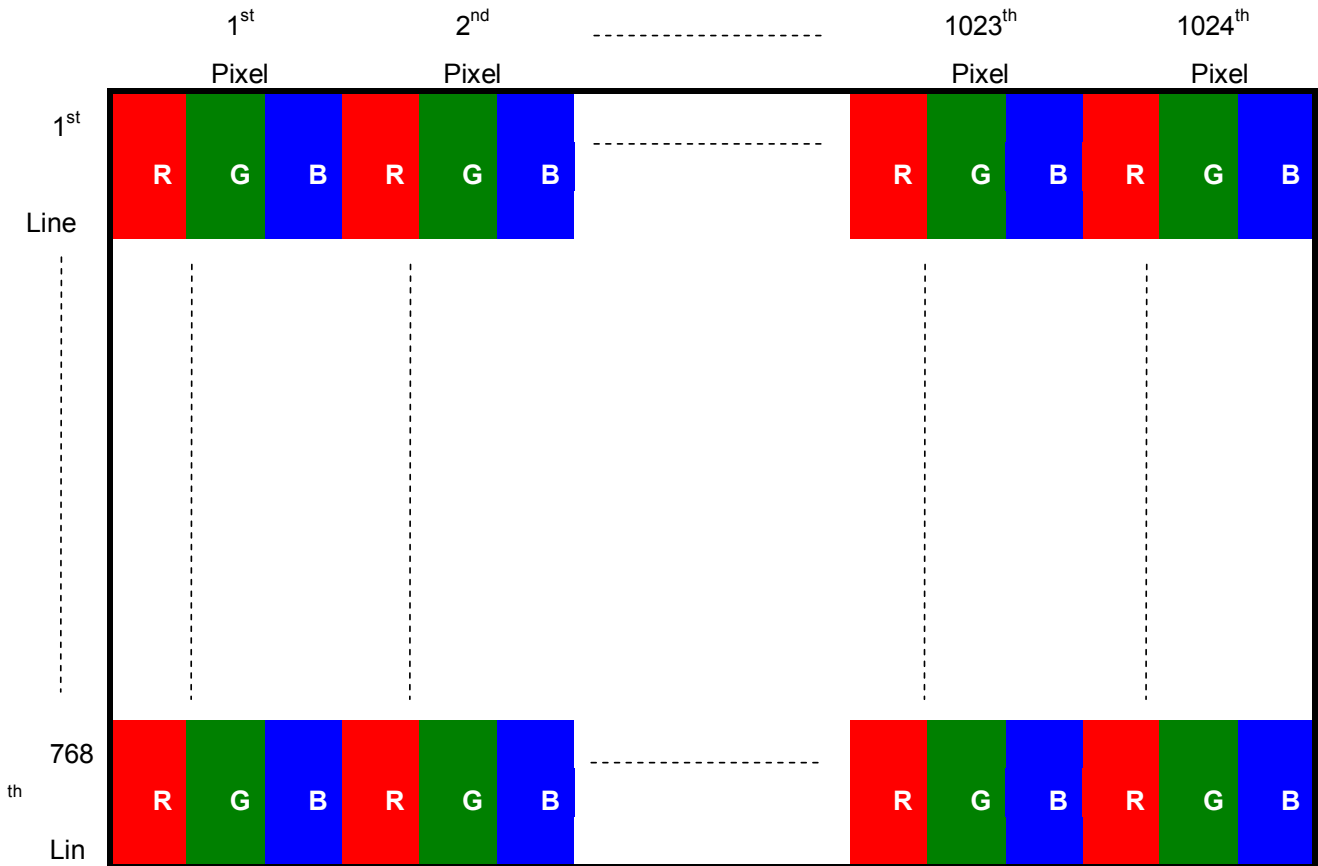 1st 2nd 1023th 1024th
Pixel Pixel Pixel Pixel
1st
R G B R G B R G B R G B
Line
768
th
R G B R G B R G B R G B
Lin